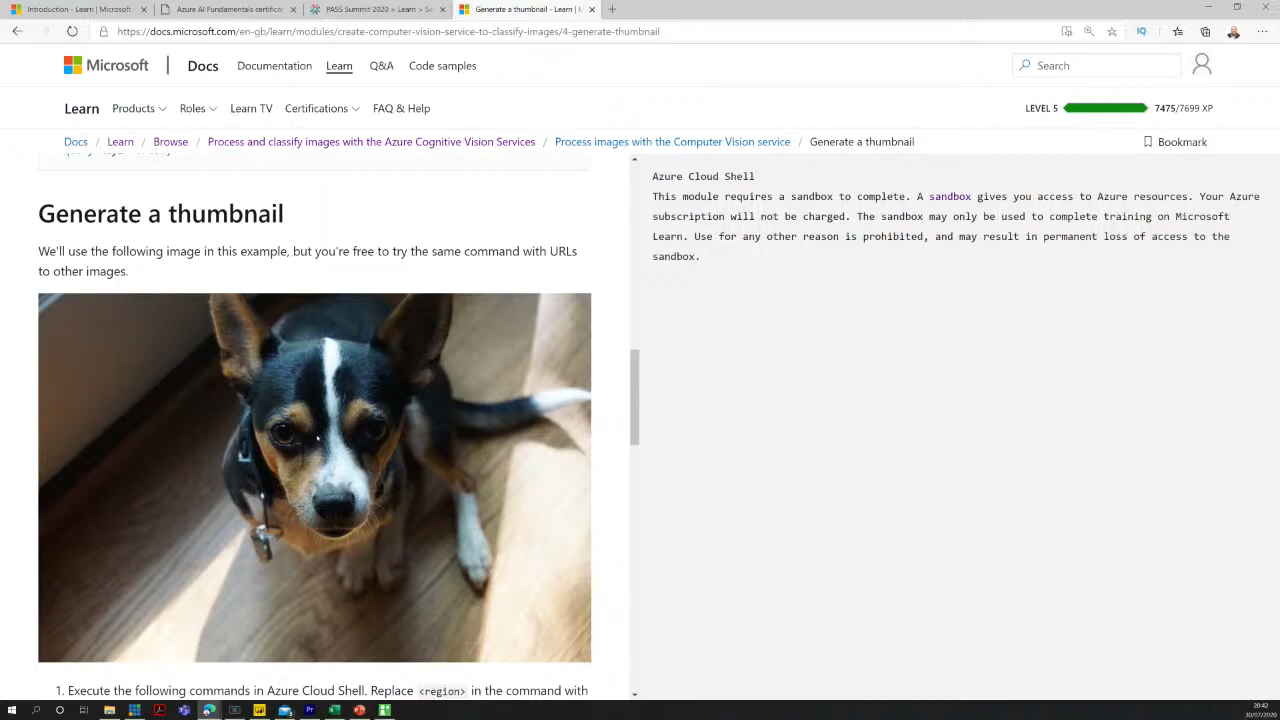 Introduction - Learn | Microsoft
Azure AI-Fundamentals certificat
PASS Summit 2020 > Learn > Se
Generate a thumbnail - Learn | M
https://docs.microsoft.com/en-gb/learn/modules/create-computer-vision-service-to-classify-images/4-generate-thumbnail
IQ
Microsoft
Docs
Documentation
Learn
Q&A
Code samples
Search
Learn
Products
Roles
Learn TV
Certifications
FAQ & Help
LEVEL 5
7475/7699 XP
Docs / Learn / Browse / Process and classify images with the Azure Cognitive Vision Services / Process images with the Computer Vision service / Generate a thumbnail
Bookmark
Generate a thumbnail
We'll use the following image in this example, but you're free to try the same command with URLs
to other images.
1. Execute the following commands in Azure Cloud Shell. Replace <region> in the command with
Azure Cloud Shell
This module requires a sandbox to complete. A sandbox gives you access to Azure resources. Your Azure
subscription will not be charged. The sandbox may only be used to complete training on Microsoft
Learn. Use for any other reason is prohibited, and may result in permanent loss of access to the
sandbox.
20:42
30/07/2020